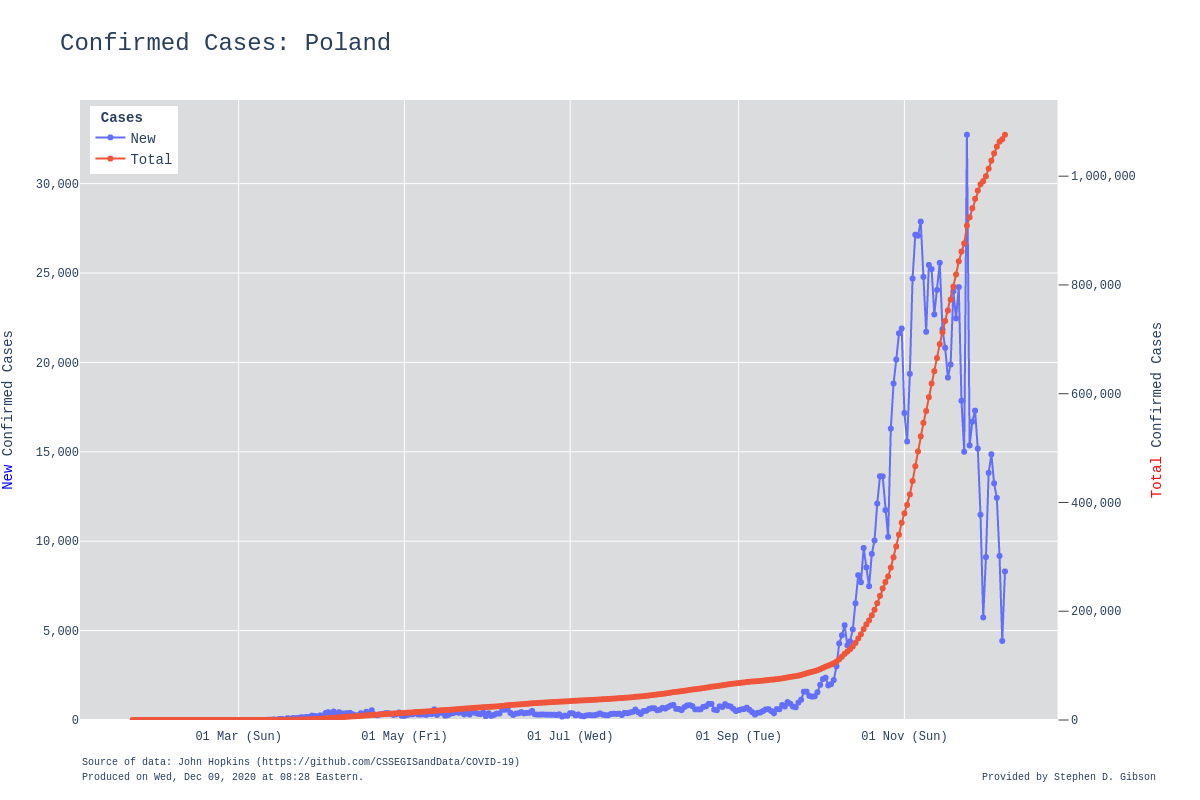 Confirmed Cases: Poland
Cases
New
Total
30,000
25,000
20,000
15,000
10,000
5,000
0
New Confirmed Cases
1,000,000
800,000
600,000
400,000
200,000
0
Total Confirmed Cases
01 Mar (Sun)
01 May (Fri)
01 Jul (Wed)
01 Sep (Tue)
01 Nov (Sun)
Source of data: John Hopkins (https://github.com/CSSEGISandData/COVID-19)
Produced on Wed, Dec 09, 2020 at 08:28 Eastern.
Provided by Stephen D. Gibson